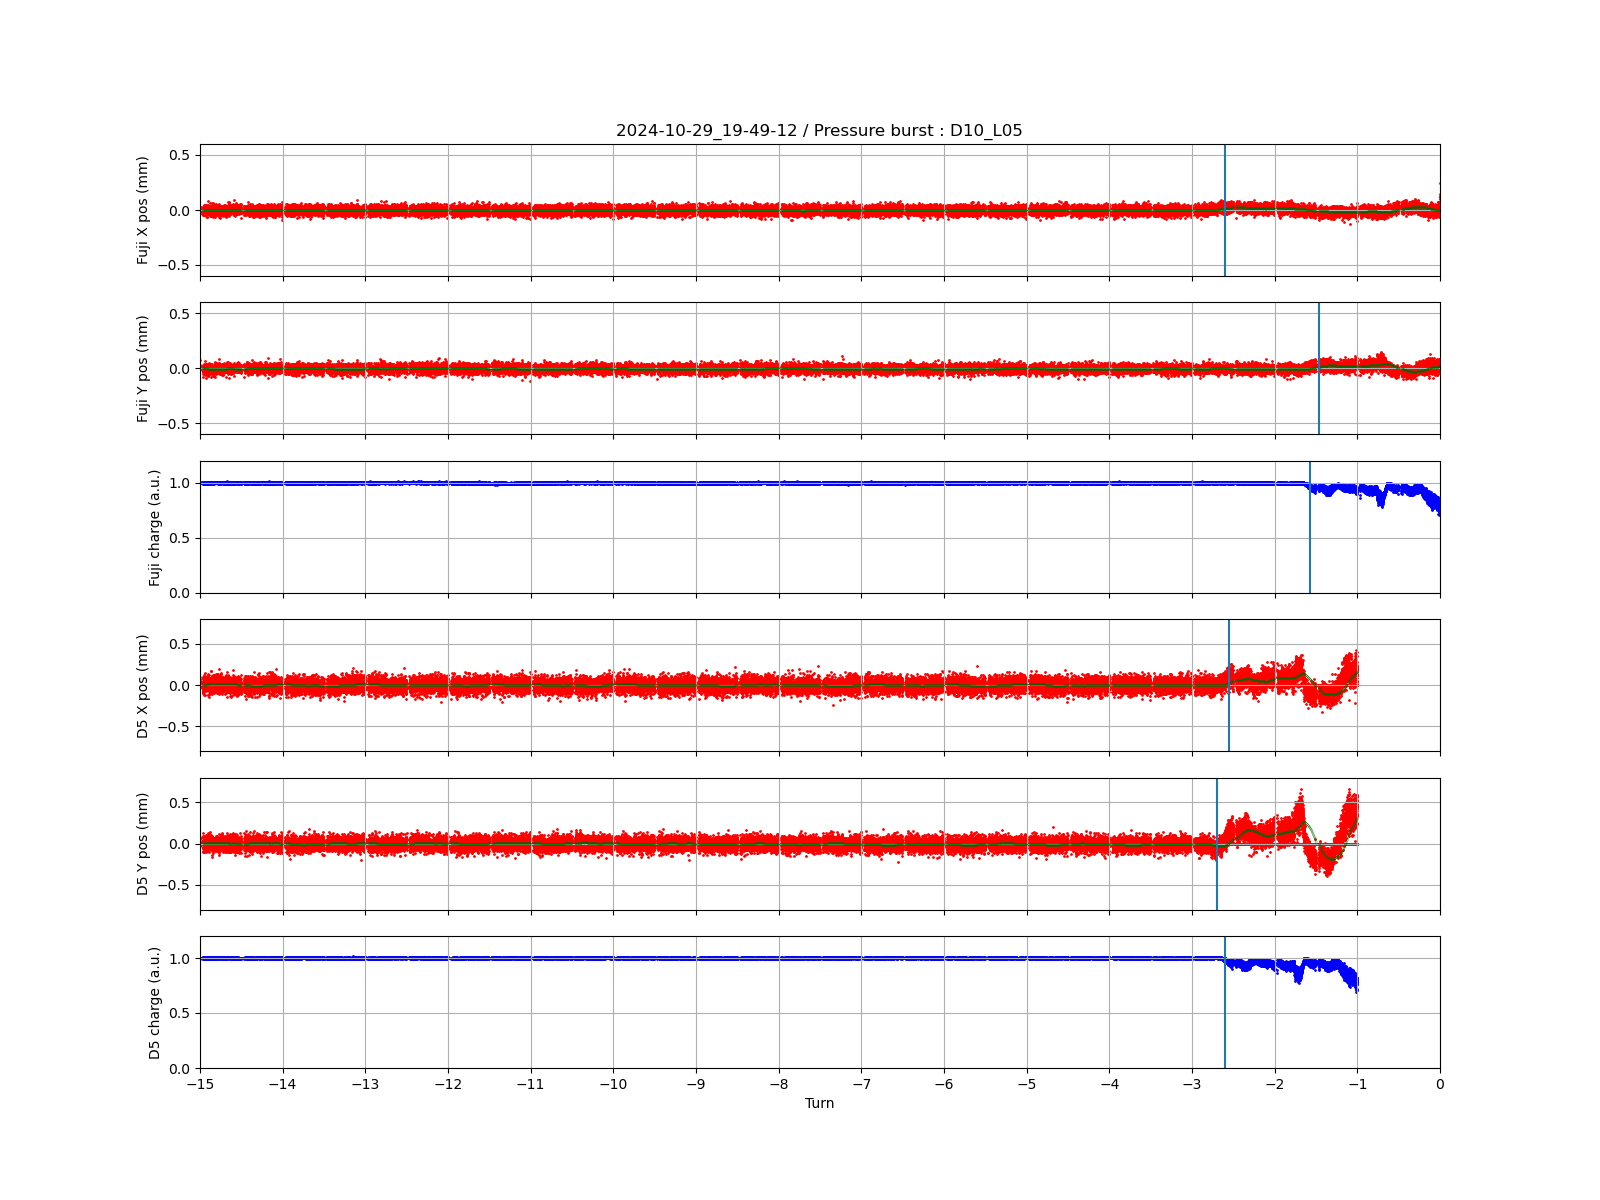 2024-10-29_19-49-12 / Pressure burst : D10_L05
Fuji X pos (mm)
0.5
0.0
−0.5
Fuji Y pos (mm)
0.5
0.0
−0.5
Fuji charge (a.u.)
1.0
0.5
0.0
D5 X pos (mm)
0.5
0.0
−0.5
D5 Y pos (mm)
0.5
0.0
−0.5
D5 charge (a.u.)
1.0
0.5
0.0
−15 −14 −13 −12 −11 −10 −9 −8 −7 −6 −5 −4 −3 −2 −1 0
Turn